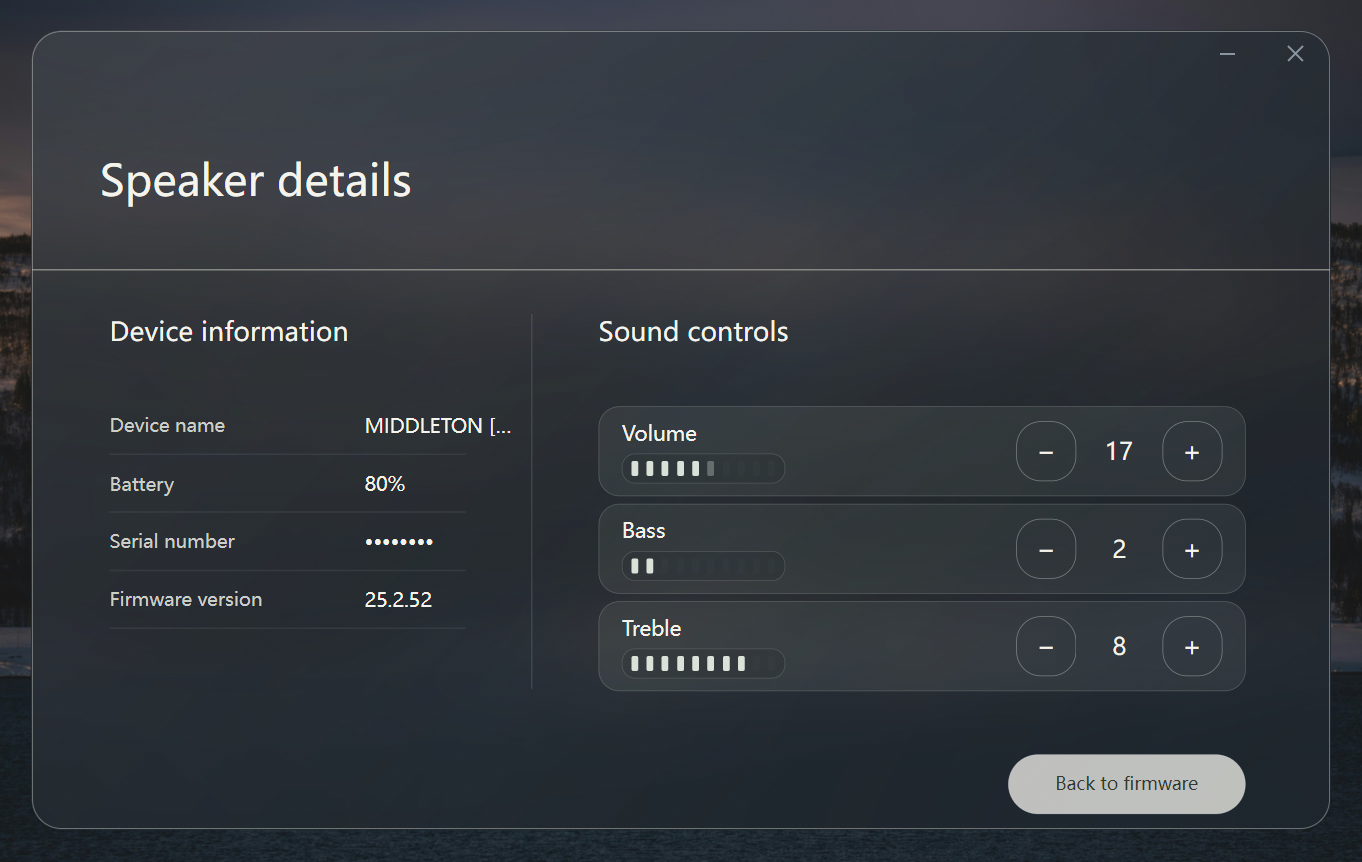 Speaker details
Device information
Device name MIDDLETON [...
Battery 80%
Serial number ••••••••
Firmware version 25.2.52
Sound controls
Volume − 17 +
Bass − 2 +
Treble − 8 +
Back to firmware